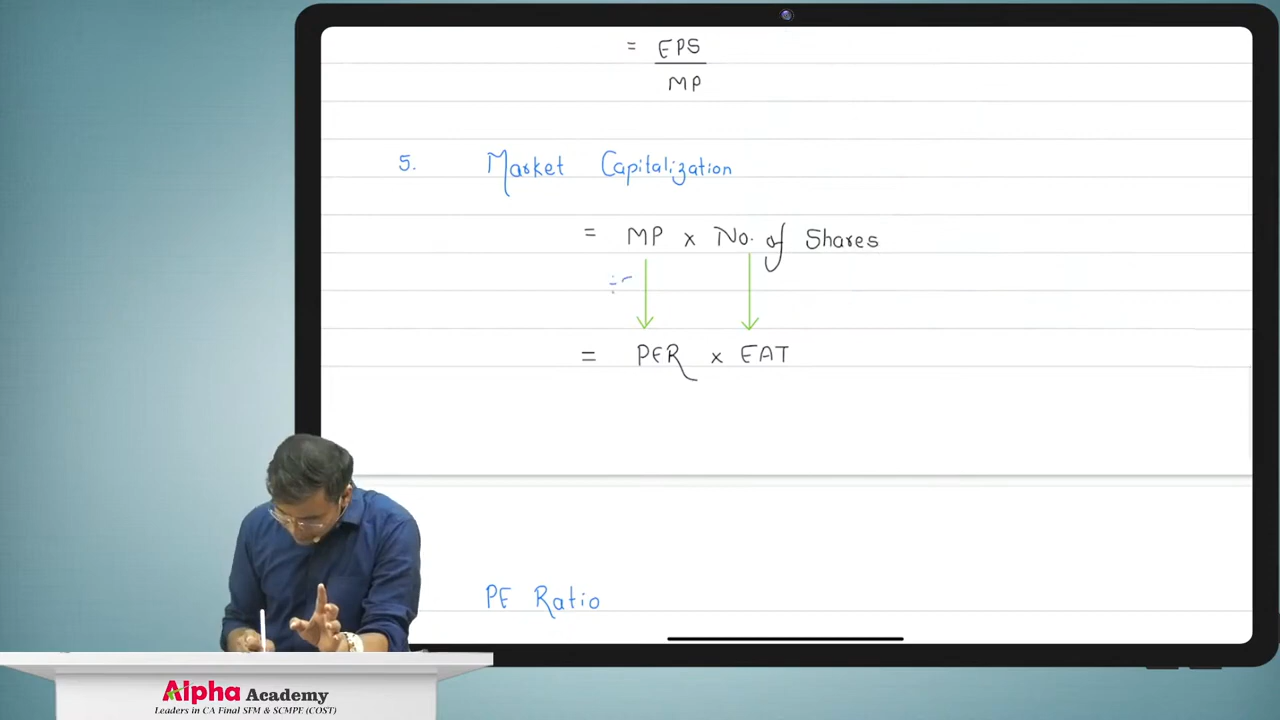 = EPS
MP
5. Market Capitalization
= MP x No. of Shares
÷
= PER x EAT
PE Ratio
Alpha Academy
Leaders in CA Final SFM & SCMPE (COST)